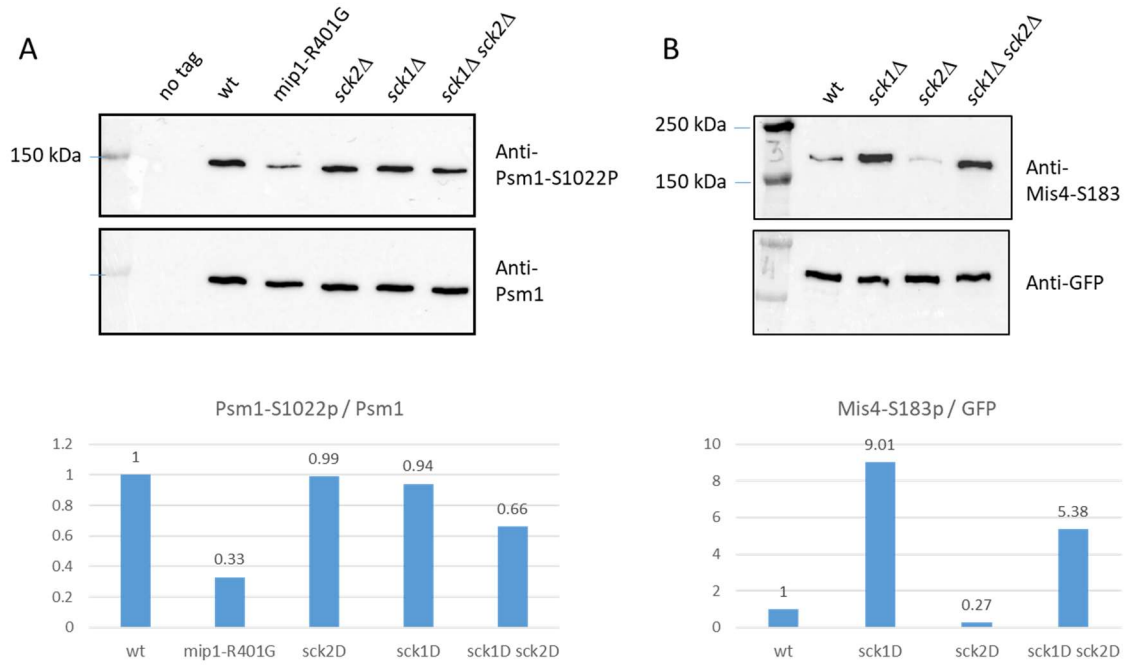 A
no tag
wt
mip1-R401G
sck2Δ
sck1Δ
sck1Δ sck2Δ
150 kDa
Anti-
Psm1-S1022P
Anti-
Psm1
Psm1-S1022p / Psm1
1.2
1
0.8
0.6
0.4
0.2
0
1
0.33
0.99
0.94
0.66
wt
mip1-R401G
sck2D
sck1D
sck1D sck2D
B
wt
sck1Δ
sck2Δ
sck1Δ sck2Δ
250 kDa
150 kDa
3
Anti-
Mis4-S183
4
Anti-GFP
Mis4-S183p / GFP
10
8
6
4
2
0
1
9.01
0.27
5.38
wt
sck1D
sck2D
sck1D sck2D